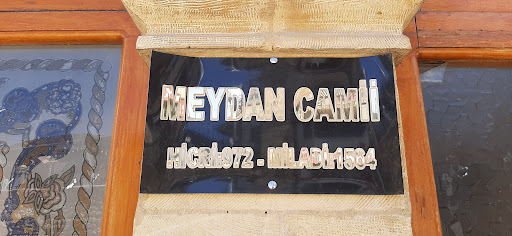 MEYDAN CAMİİ
HİCRİ:972 - MİLADİ:1564